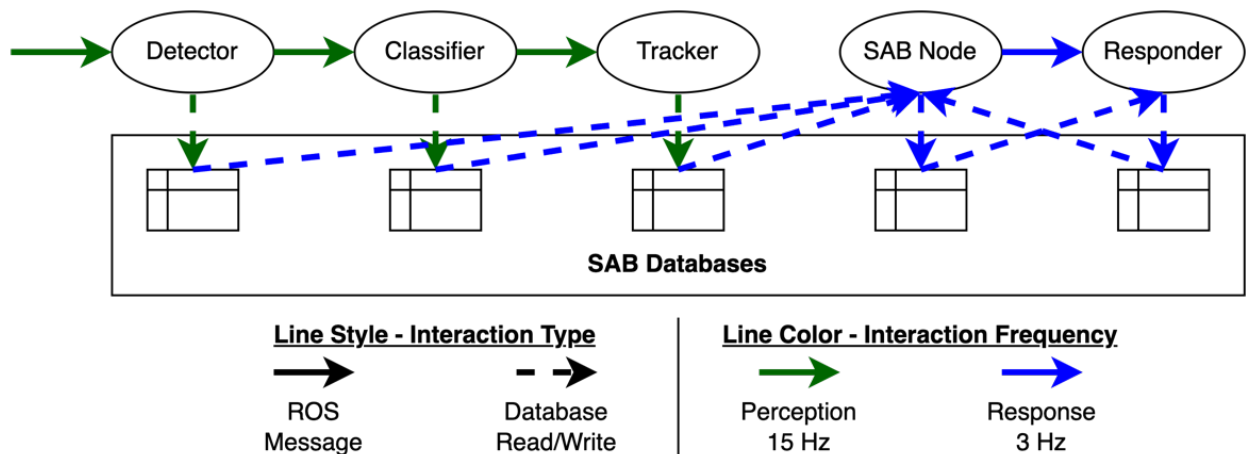 Detector
Classifier
Tracker
SAB Node
Responder
SAB Databases
Line Style - Interaction Type
ROS
Message
Database
Read/Write
Line Color - Interaction Frequency
Perception
15 Hz
Response
3 Hz